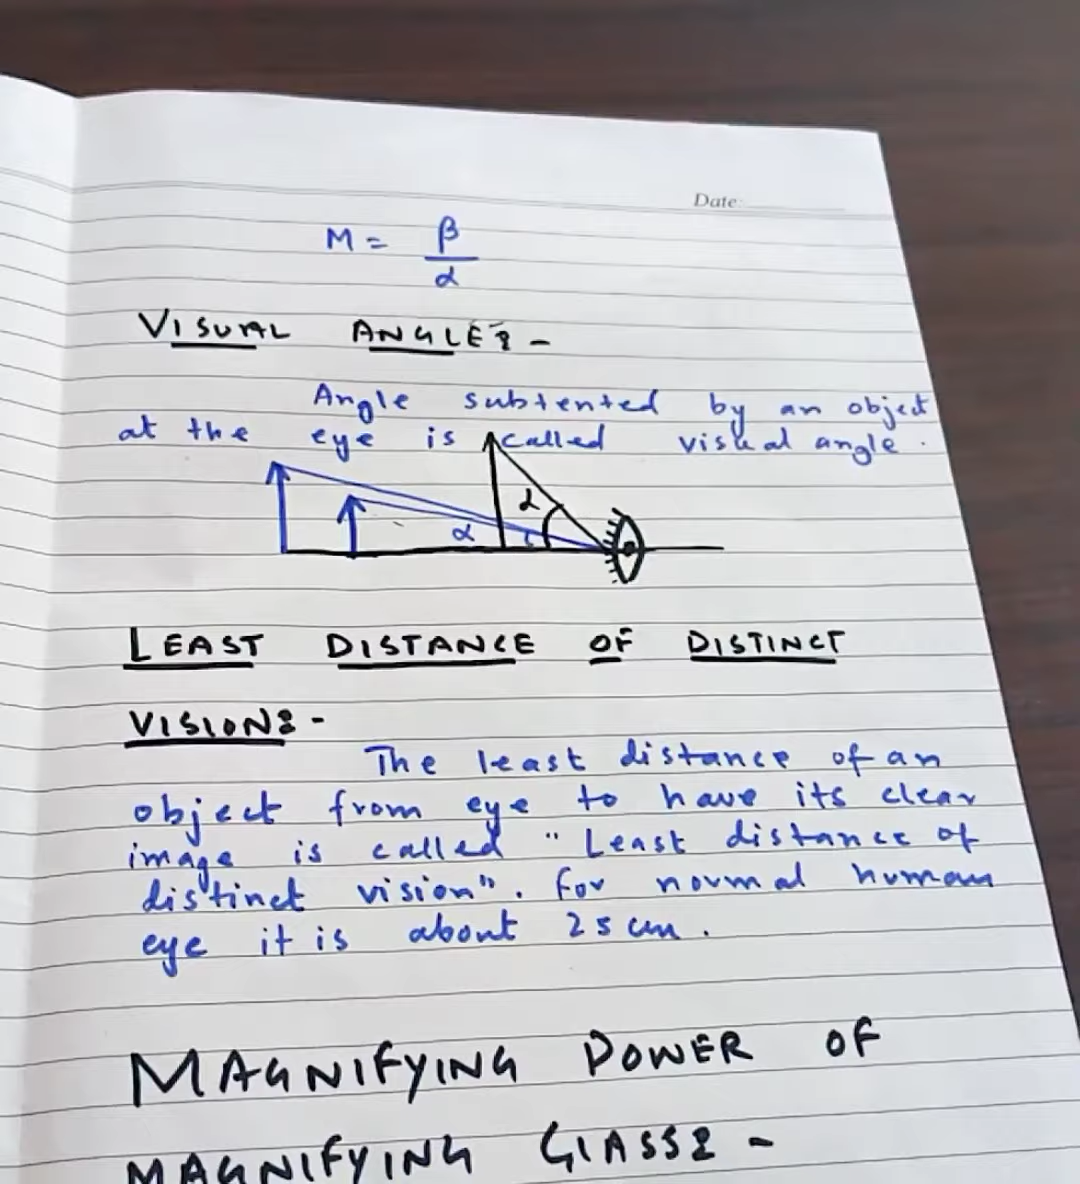 Date:
M = β
α
VISUAL ANGLE:-
Angle subtented by an object
at the eye is called visual angle.
α
α
LEAST DISTANCE OF DISTINCT
VISION:-
The least distance of an
object from eye to have its clear
image is called "Least distance of
distinct vision". for normal human
eye it is about 25 cm.
MAGNIFYING POWER OF
MAGNIFYING GLASS:-